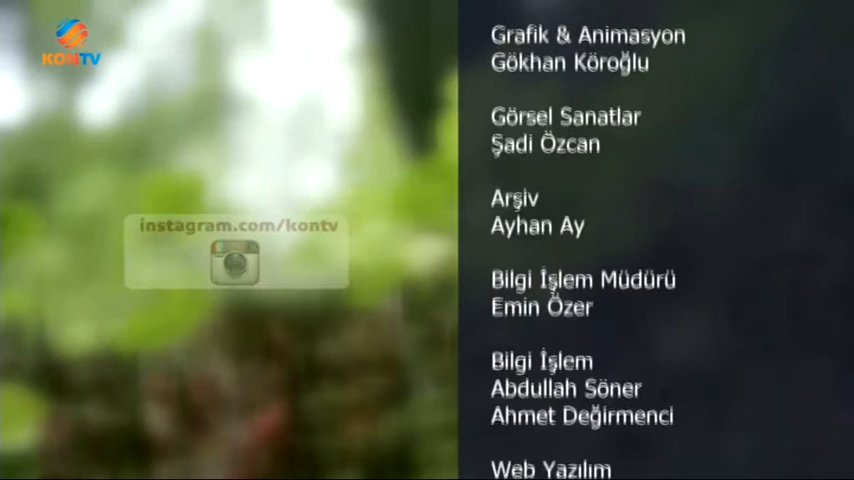 KONTV
instagram.com/kontv
Grafik & Animasyon
Gökhan Köroğlu
Görsel Sanatlar
Şadi Özcan
Arşiv
Ayhan Ay
Bilgi İşlem Müdürü
Emin Özer
Bilgi İşlem
Abdullah Söner
Ahmet Değirmenci
Web Yazılım